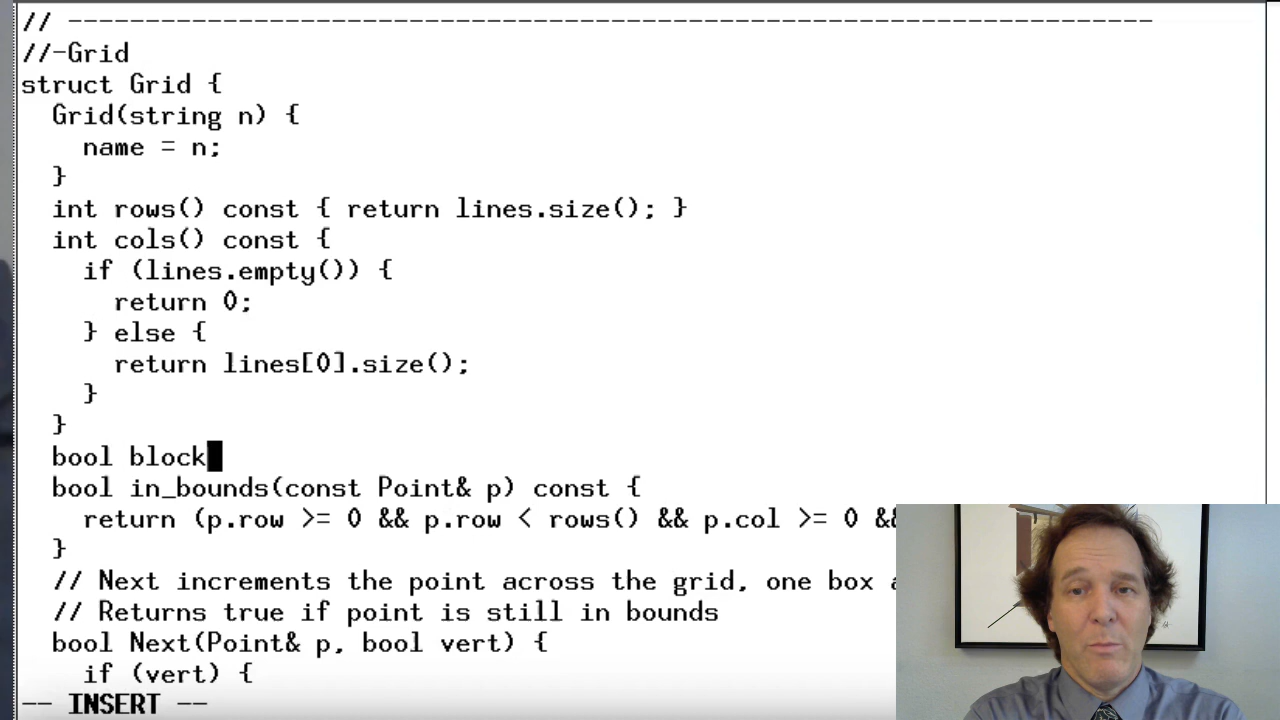 // ----------------------------------------------------------------------
//-Grid
struct Grid {
  Grid(string n) {
    name = n;
  }
  int rows() const { return lines.size(); }
  int cols() const {
    if (lines.empty()) {
      return 0;
    } else {
      return lines[0].size();
    }
  }
  bool block
  bool in_bounds(const Point& p) const {
    return (p.row >= 0 && p.row < rows() && p.col >= 0 &&
  }
  // Next increments the point across the grid, one box
  // Returns true if point is still in bounds
  bool Next(Point& p, bool vert) {
    if (vert) {
-- INSERT --